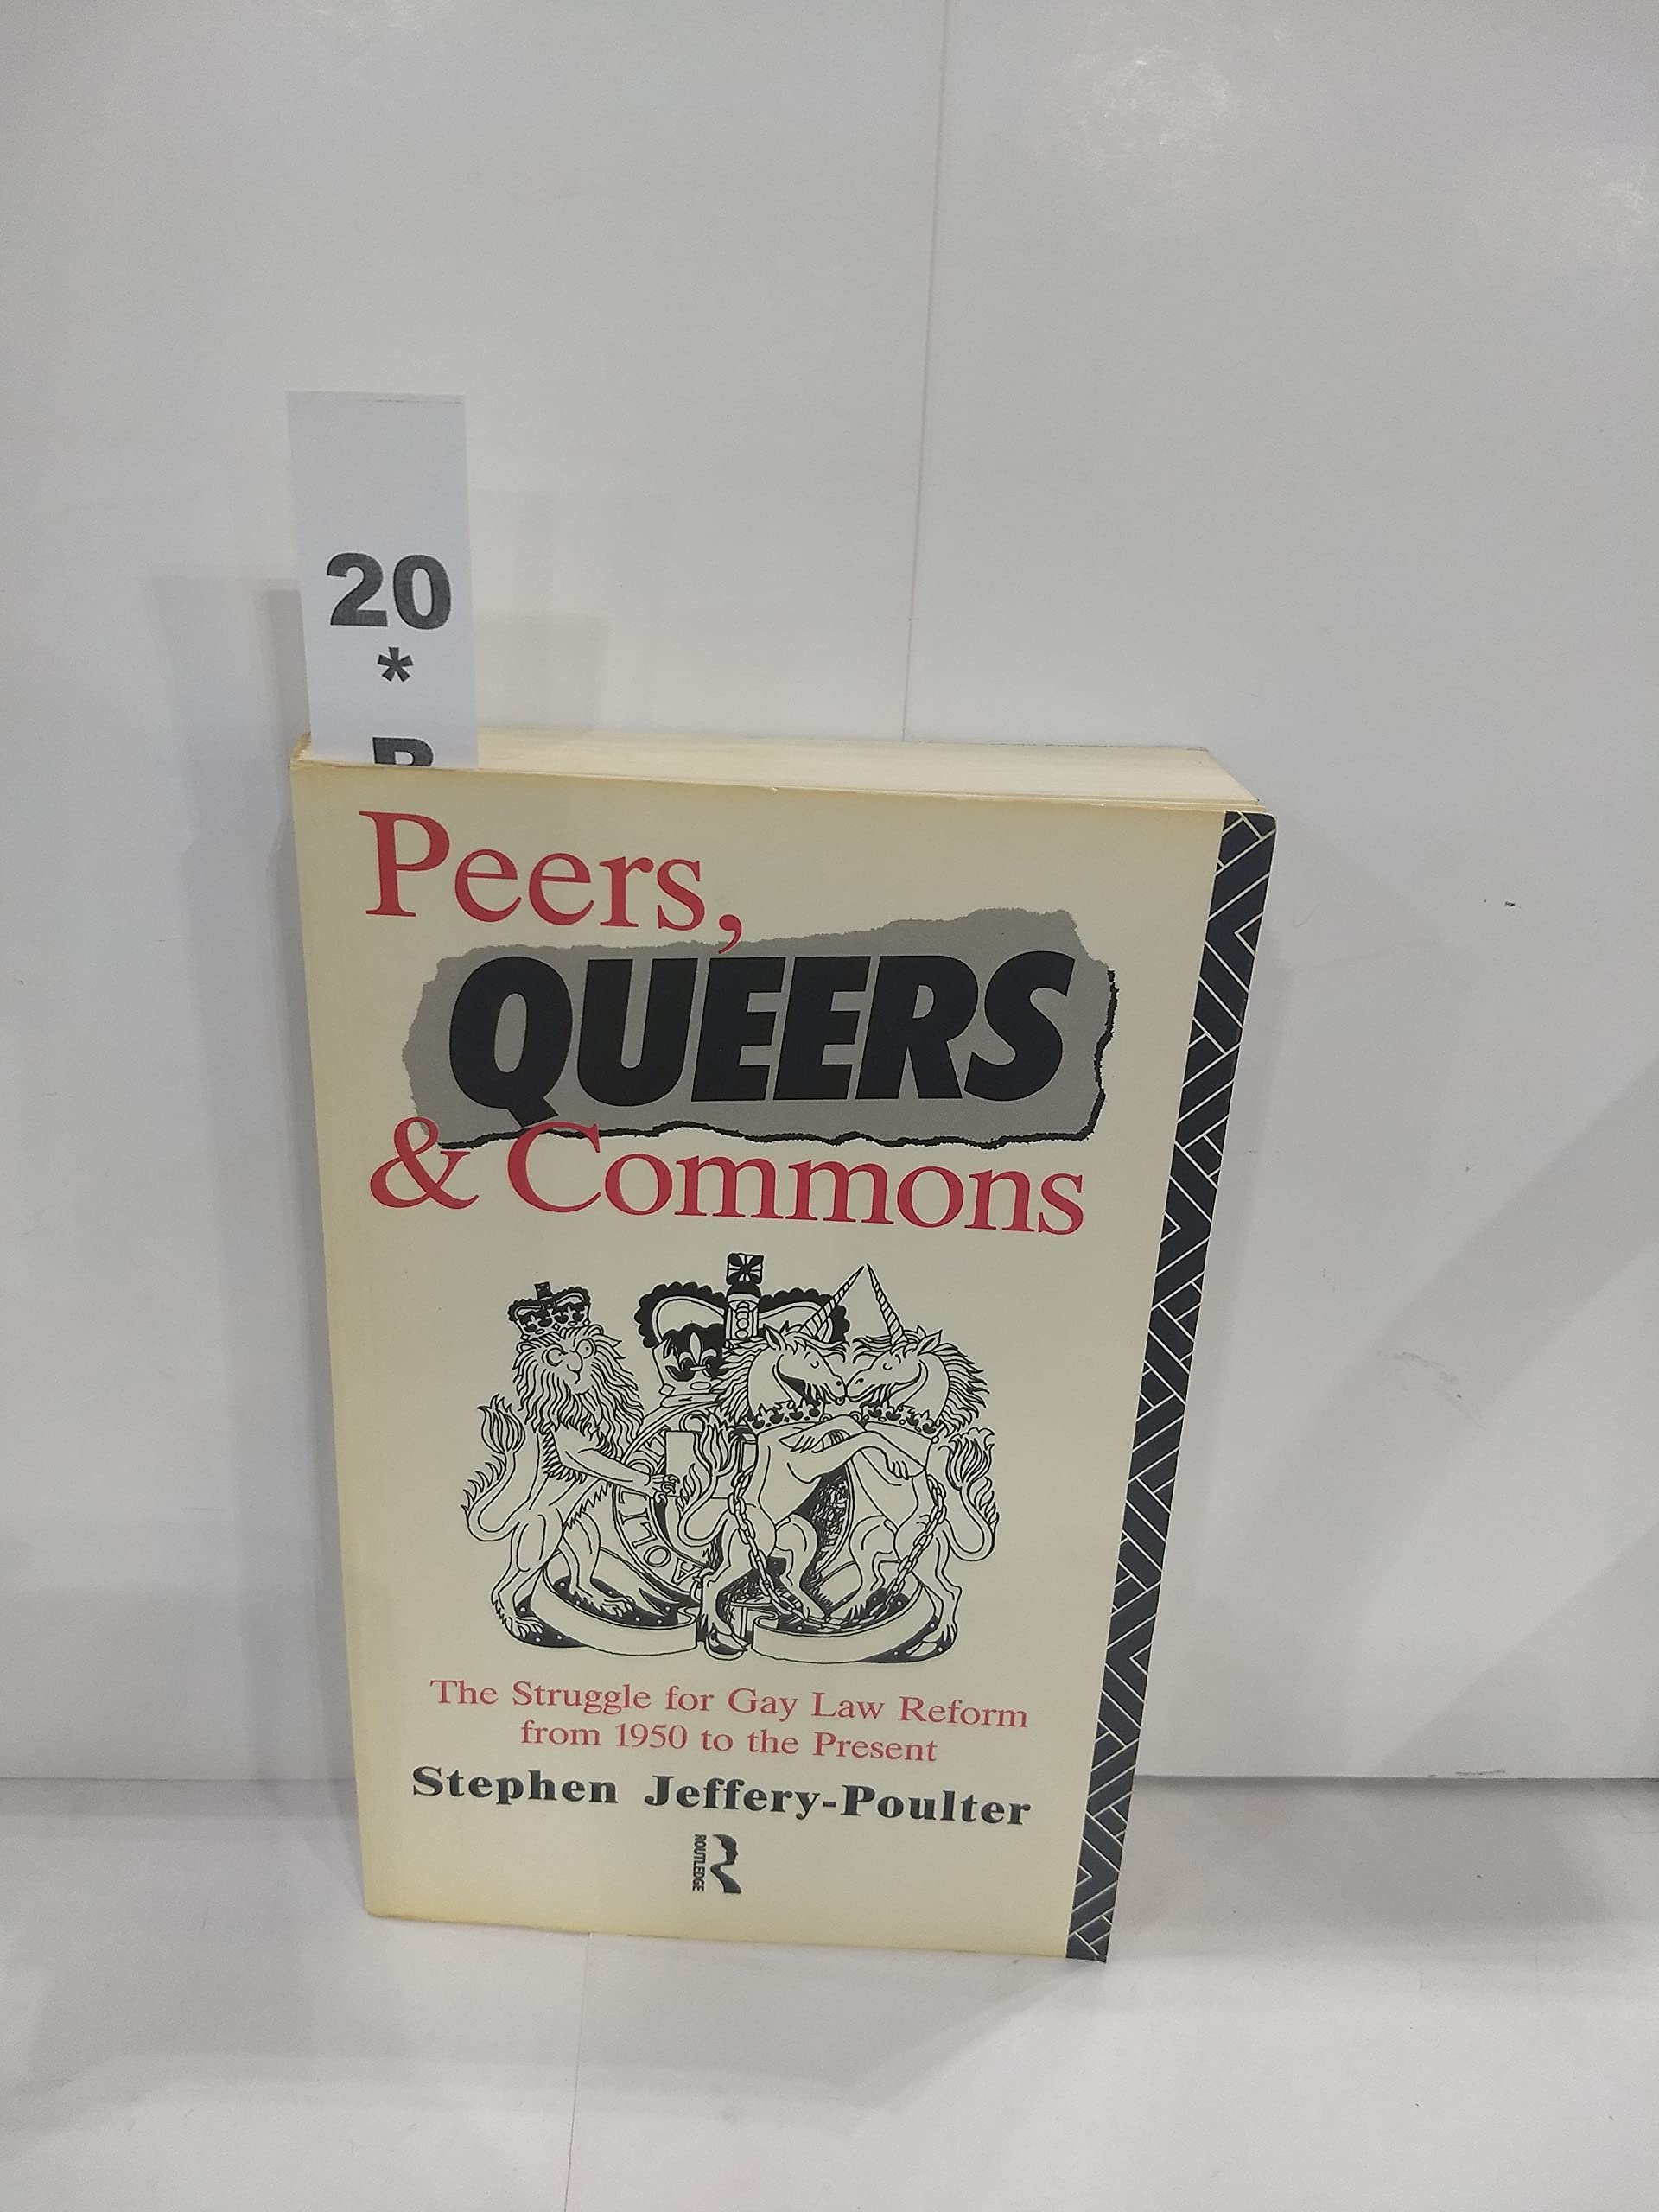 20
*
Peers,
QUEERS
& Commons
The Struggle for Gay Law Reform
from 1950 to the Present
Stephen Jeffery-Poulter
ROUTLEDGE